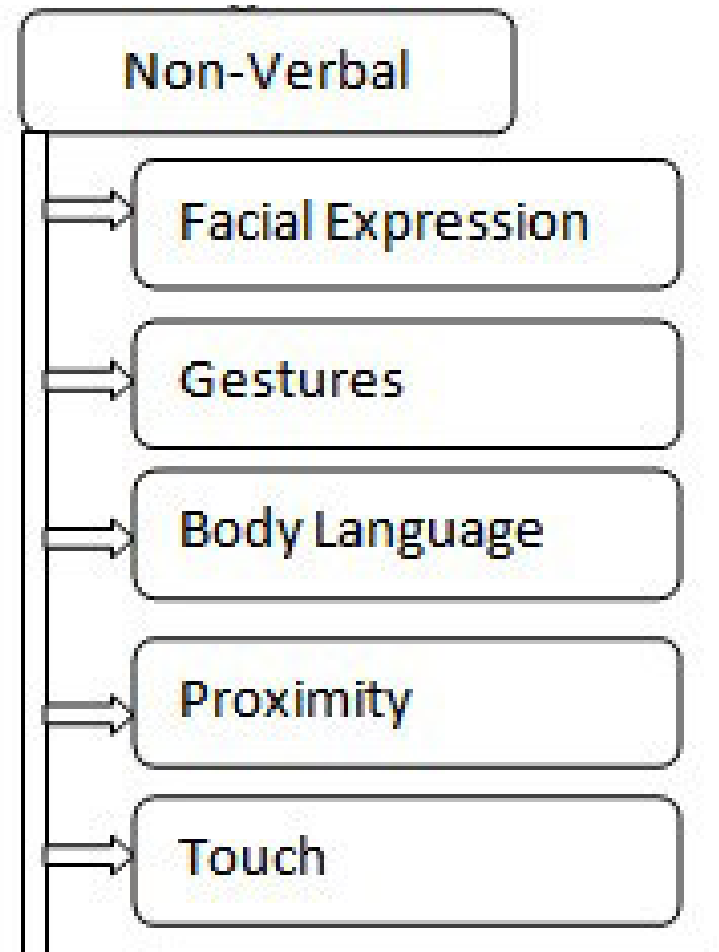 Non-Verbal
Facial Expression
Gestures
Body Language
Proximity
Touch